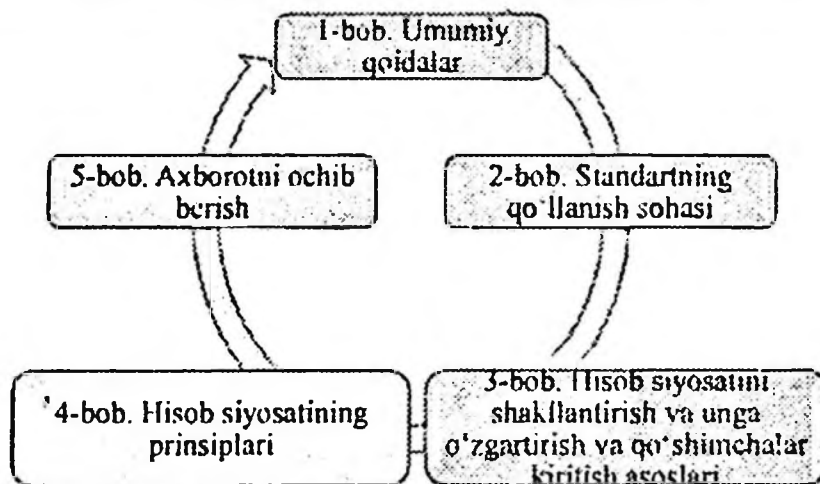 1-bob. Umumiy
qoidalar
2-bob. Standartning
qo‘llanish sohasi
3-bob. Hisob siyosatini
shakllantirish va unga
o‘zgartirish va qo‘shimchalar
kiritish asoslari
4-bob. Hisob siyosatining
prinsiplari
5-bob. Axborotni ochib
berish